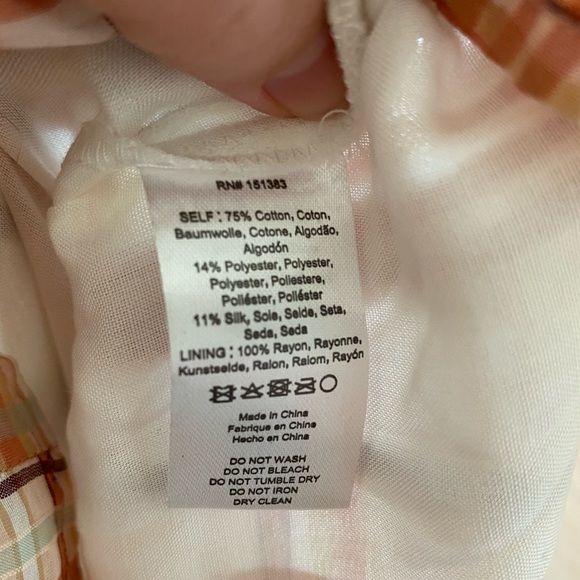 RN# 151383
SELF : 75% Cotton, Coton,
Baumwolle, Cotone, Algodão,
Algodón
14% Polyester, Polyester,
Polyester, Poliestere,
Poliéster, Poliéster
11% Silk, Soie, Seide, Seta,
Seda, Seda
LINING : 100% Rayon, Rayonne,
Kunstseide, Raion, Raiom, Rayón
Made in China
Fabrique en Chine
Hecho en China
DO NOT WASH
DO NOT BLEACH
DO NOT TUMBLE DRY
DO NOT IRON
DRY CLEAN